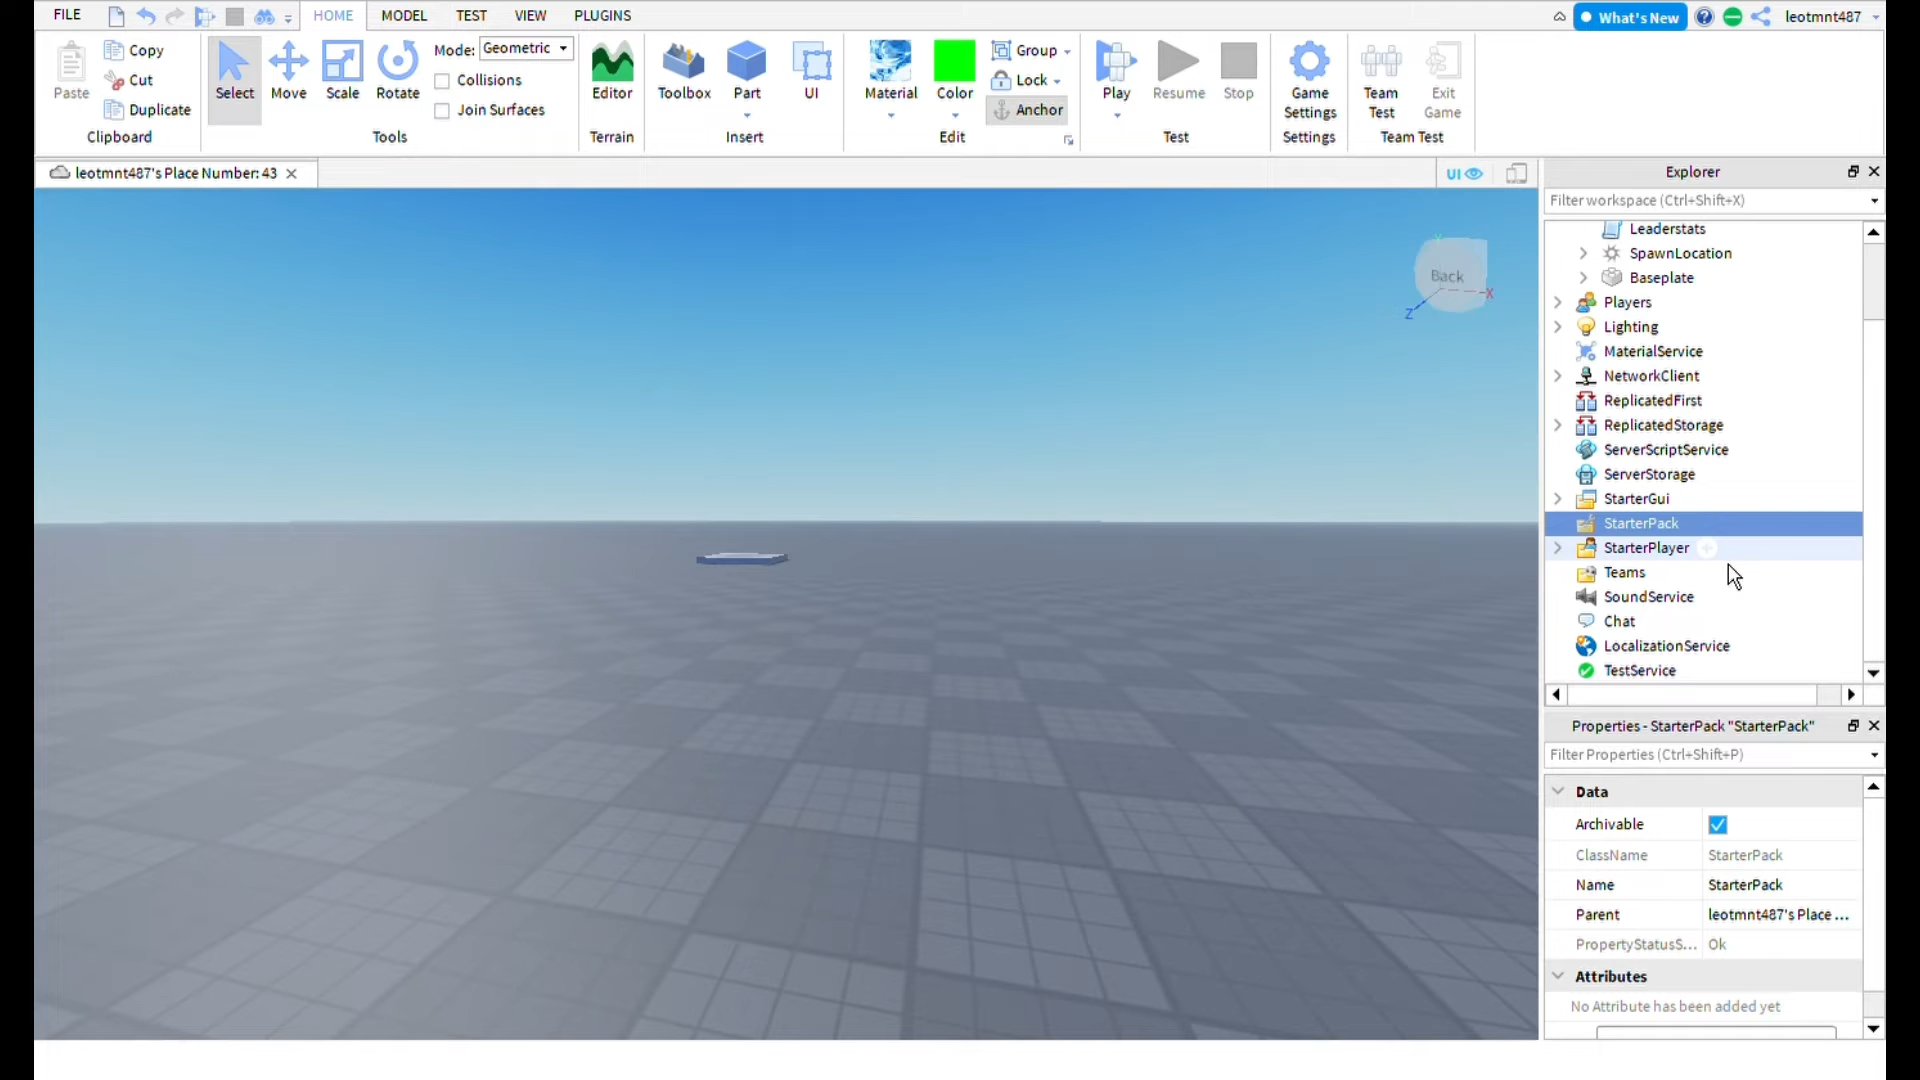 FILE HOME MODEL TEST VIEW PLUGINS What's New leotmnt487
Paste Copy Cut Duplicate Clipboard
Select Move Scale Rotate Mode: Geometric Collisions Join Surfaces Tools
Editor Terrain
Toolbox Part UI Insert
Material Color Group Lock Anchor Edit
Play Resume Stop Test
Game Settings Settings
Team Test Exit Game Team Test
leotmnt487's Place Number: 43
UI
Back
X
Z
Explorer
Filter workspace (Ctrl+Shift+X)
Leaderstats
SpawnLocation
Baseplate
Players
Lighting
MaterialService
NetworkClient
ReplicatedFirst
ReplicatedStorage
ServerScriptService
ServerStorage
StarterGui
StarterPack
StarterPlayer
Teams
SoundService
Chat
LocalizationService
TestService
Properties - StarterPack "StarterPack"
Filter Properties (Ctrl+Shift+P)
Data
Archivable
ClassName StarterPack
Name StarterPack
Parent leotmnt487's Place ...
PropertyStatusS... Ok
Attributes
No Attribute has been added yet